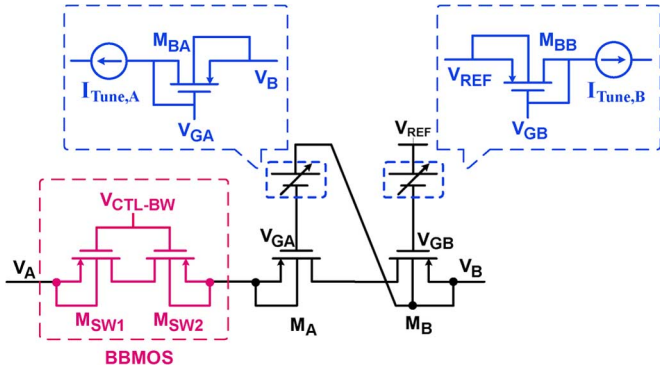 M_BA
I_Tune,A
V_B
V_GA
M_BB
V_REF
I_Tune,B
V_GB
V_REF
V_CTL-BW
V_GA
V_GB
V_A
V_B
M_SW1
M_SW2
M_A
M_B
BBMOS